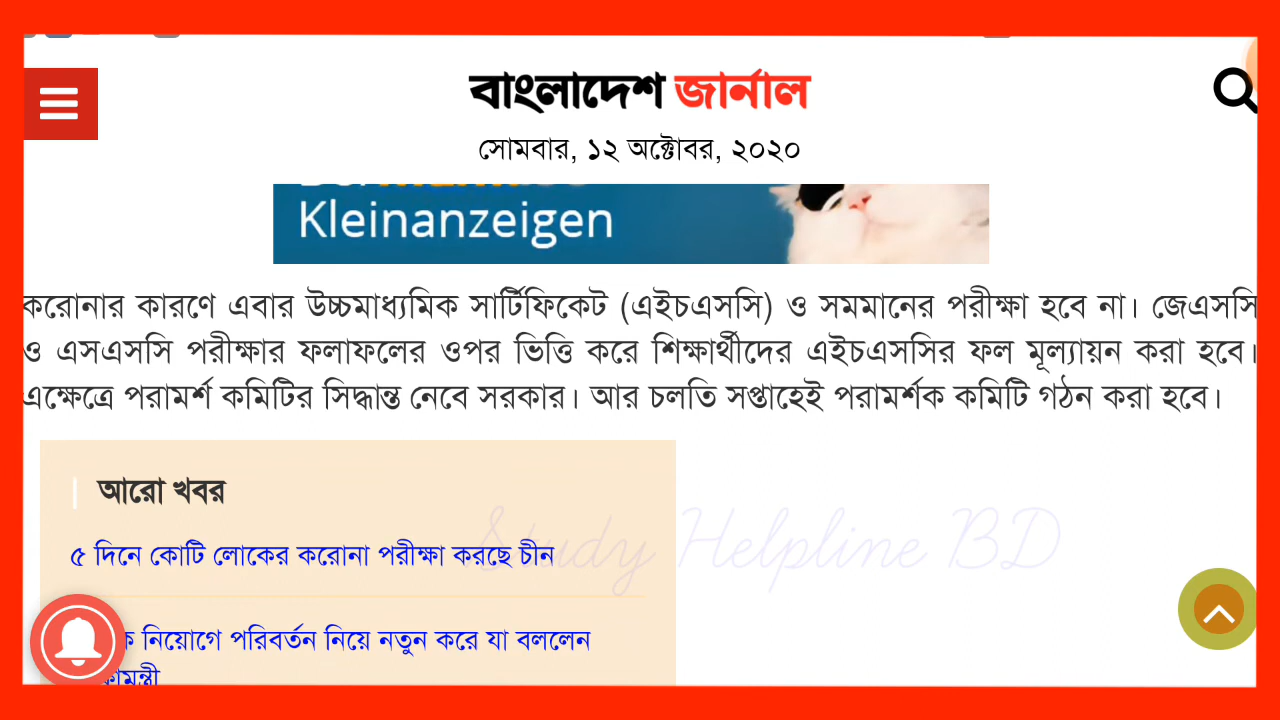 বাংলাদেশ জার্নাল
সোমবার, ১২ অক্টোবর, ২০২০
Kleinanzeigen
করোনার কারণে এবার উচ্চমাধ্যমিক সার্টিফিকেট (এইচএসসি) ও সমমানের পরীক্ষা হবে না। জেএসসি
ও এসএসসি পরীক্ষার ফলাফলের ওপর ভিত্তি করে শিক্ষার্থীদের এইচএসসির ফল মূল্যায়ন করা হবে।
এক্ষেত্রে পরামর্শ কমিটির সিদ্ধান্ত নেবে সরকার। আর চলতি সপ্তাহেই পরামর্শক কমিটি গঠন করা হবে।
আরো খবর
৫ দিনে কোটি লোকের করোনা পরীক্ষা করছে চীন
Study Helpline BD
নিয়োগে পরিবর্তন নিয়ে নতুন করে যা বললেন